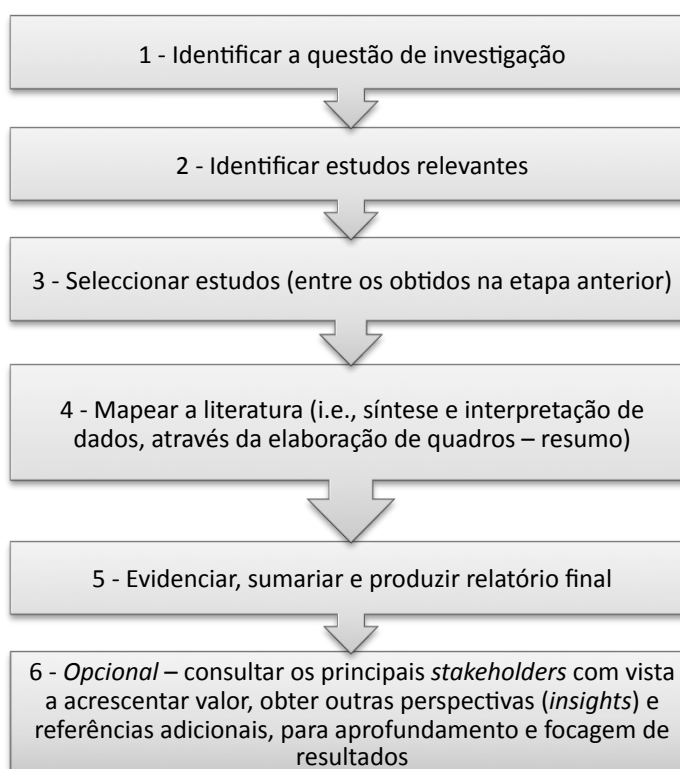 1 - Identificar a questão de investigação
2 - Identificar estudos relevantes
3 - Seleccionar estudos (entre os obtidos na etapa anterior)
4 - Mapear a literatura (i.e., síntese e interpretação de
dados, através da elaboração de quadros – resumo)
5 - Evidenciar, sumariar e produzir relatório final
6 - Opcional – consultar os principais stakeholders com vista
a acrescentar valor, obter outras perspectivas (insights) e
referências adicionais, para aprofundamento e focagem de
resultados